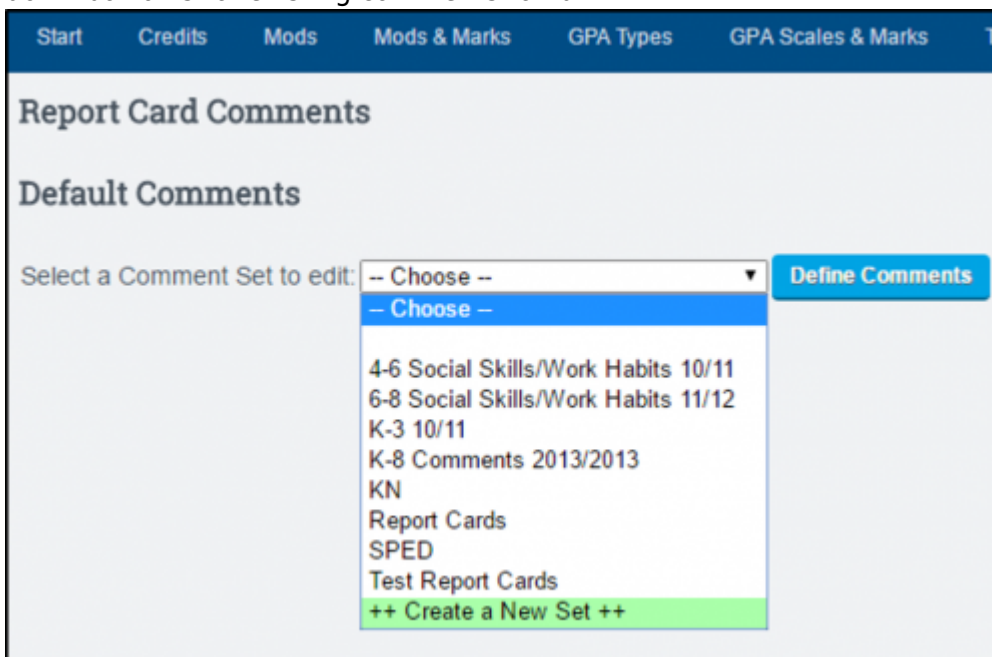 Start Credits Mods Mods & Marks GPA Types GPA Scales & Marks
Report Card Comments
Default Comments
Select a Comment Set to edit: -- Choose -- Define Comments
-- Choose --
4-6 Social Skills/Work Habits 10/11
6-8 Social Skills/Work Habits 11/12
K-3 10/11
K-8 Comments 2013/2013
KN
Report Cards
SPED
Test Report Cards
++ Create a New Set ++